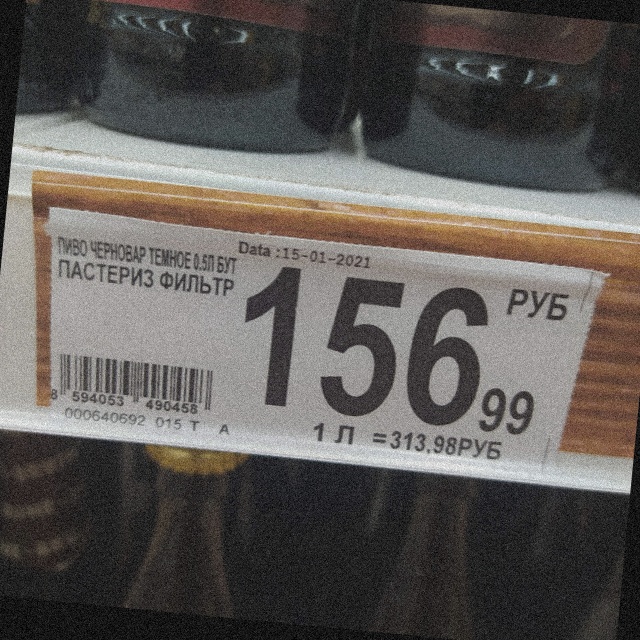 ПИВО ЧЕРНОВАР ТЕМНОЕ 0.5Л БУТ
ПАСТЕРИЗ ФИЛЬТР
Data :15-01-2021
156 99 РУБ
1 Л =313,98РУБ
8 594053 490458
000640692 015 Т А